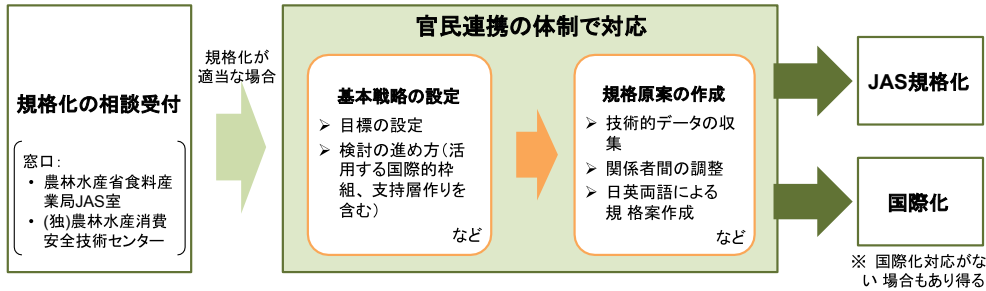 規格化の相談受付
窓口:
• 農林水産省食料産
業局JAS室
• (独)農林水産消費
安全技術センター
規格化が
適当な場合
官民連携の体制で対応
基本戦略の設定
➢ 目標の設定
➢ 検討の進め方(活
用する国際的枠
組、支持層作りを
含む)
など
規格原案の作成
➢ 技術的データの収
集
➢ 関係者間の調整
➢ 日英両語による
規 格案作成
など
JAS規格化
国際化
※ 国際化対応がな
い 場合もあり得る